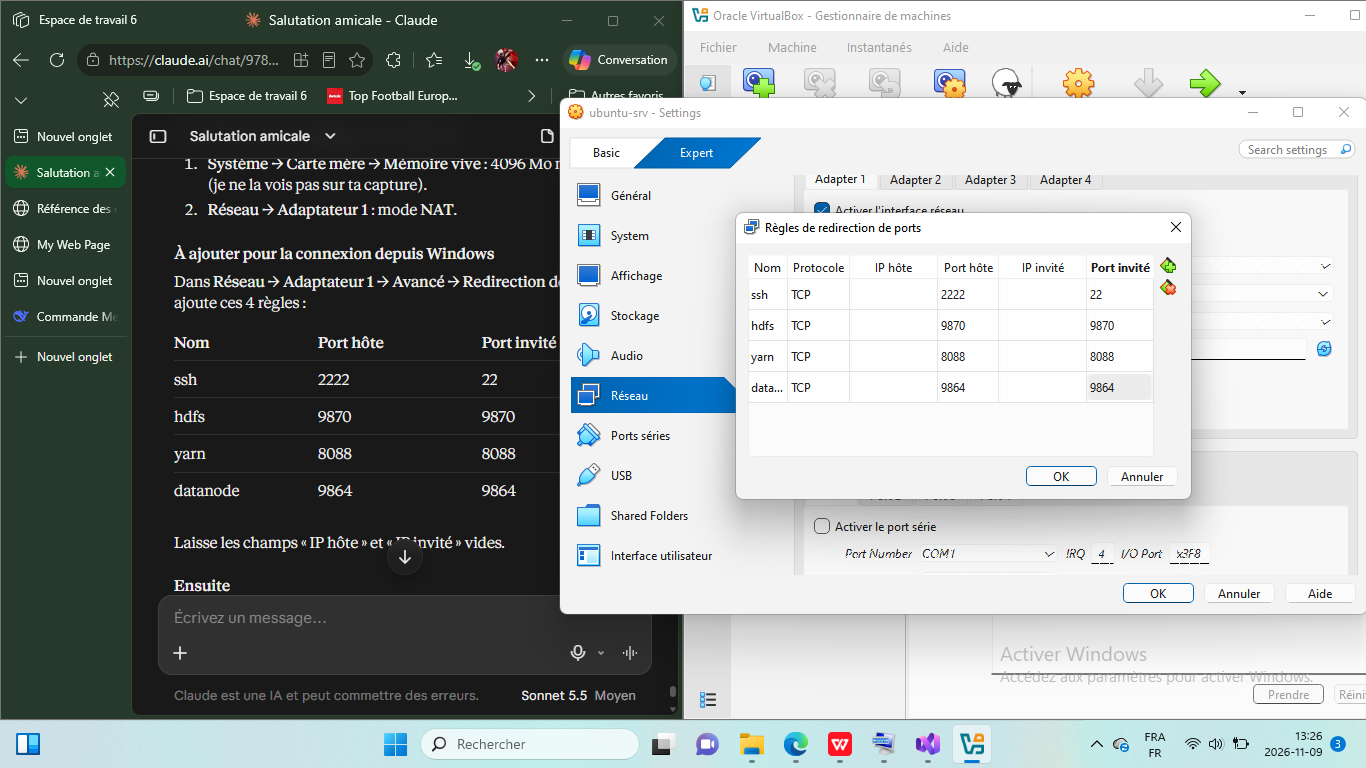 Espace de travail 6
Salutation amicale - Claude
https://claude.ai/chat/978...
Conversation
Espace de travail 6
Top Football Europ...
Autres favoris
Nouvel onglet
Salutation a
Référence des
My Web Page
Nouvel onglet
Commande Me
Nouvel onglet
Salutation amicale
1. Système → Carte mère → Mémoire vive : 4096 Mo
(je ne la vois pas sur ta capture).
2. Réseau → Adaptateur 1 : mode NAT.
À ajouter pour la connexion depuis Windows
Dans Réseau → Adaptateur 1 → Avancé → Redirection de
ajoute ces 4 règles :
Nom Port hôte Port invité
ssh 2222 22
hdfs 9870 9870
yarn 8088 8088
datanode 9864 9864
Laisse les champs « IP hôte » et « IP invité » vides.
Ensuite
Écrivez un message...
Claude est une IA et peut commettre des erreurs.
Sonnet 5.5 Moyen
Oracle VirtualBox - Gestionnaire de machines
Fichier Machine Instantanés Aide
ubuntu-srv - Settings
Basic Expert
Search settings
Général
System
Affichage
Stockage
Audio
Réseau
Ports séries
USB
Shared Folders
Interface utilisateur
Adapter 1 Adapter 2 Adapter 3 Adapter 4
Activer l'interface réseau
Règles de redirection de ports
Nom Protocole IP hôte Port hôte IP invité Port invité
ssh TCP 2222 22
hdfs TCP 9870 9870
yarn TCP 8088 8088
data... TCP 9864 9864
OK Annuler
Activer le port série
Port Number COM1 IRQ 4 I/O Port x3F8
OK Annuler Aide
Activer Windows
Accédez aux paramètres pour activer Windows.
Prendre Réini
Rechercher
FRA
FR
13:26
2026-11-09
3